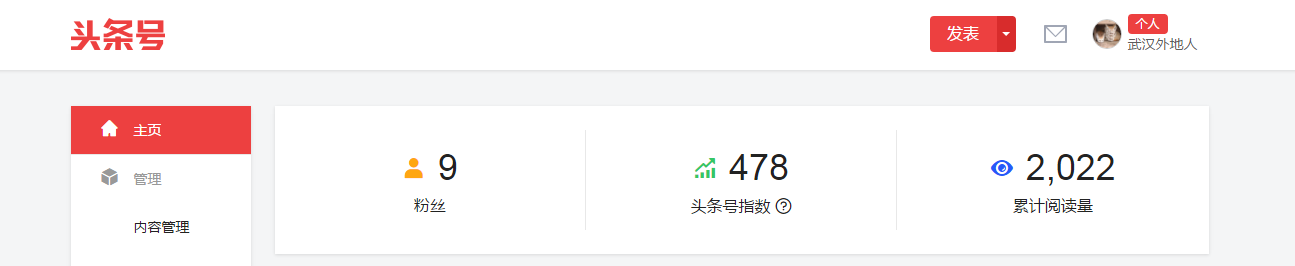 头条号
发表
个人
武汉外地人
主页
管理
内容管理
9
粉丝
478
头条号指数 ?
2,022
累计阅读量